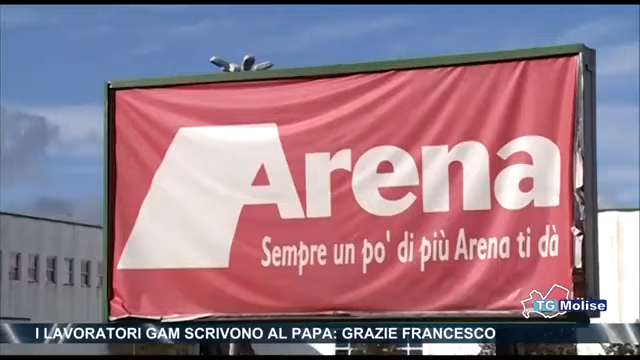 Arena
Sempre un po' di più Arena ti dà
TG Molise
I LAVORATORI GAM SCRIVONO AL PAPA: GRAZIE FRANCESCO